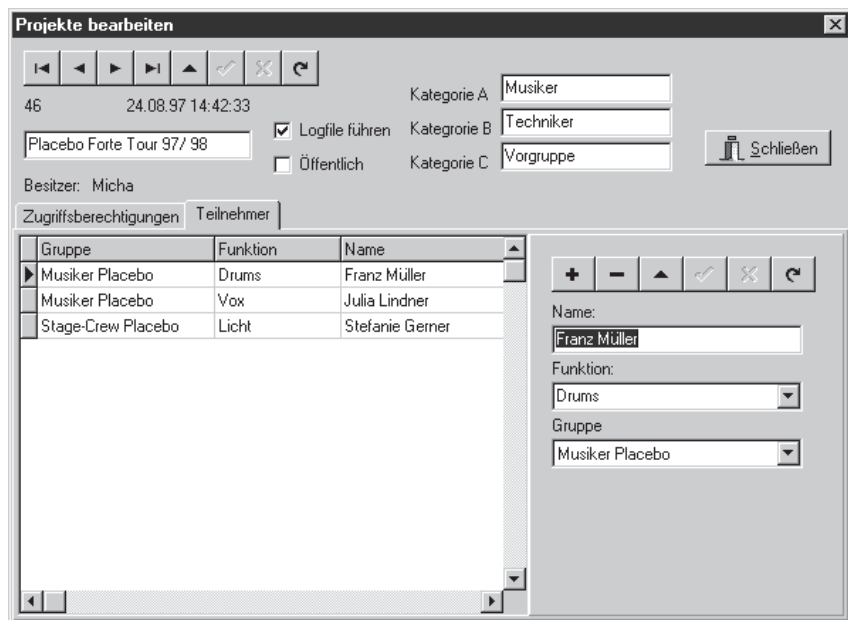 Projekte bearbeiten
46 24.08.97 14:42:33
Placebo Forte Tour 97/ 98
Besitzer: Micha
Logfile führen
Öffentlich
Kategorie A Musiker
Kategrorie B Techniker
Kategorie C Vorgruppe
Schließen
Zugriffsberechtigungen Teilnehmer
Gruppe Funktion Name
Musiker Placebo Drums Franz Müller
Musiker Placebo Vox Julia Lindner
Stage-Crew Placebo Licht Stefanie Gerner
Name:
Franz Müller
Funktion:
Drums
Gruppe
Musiker Placebo